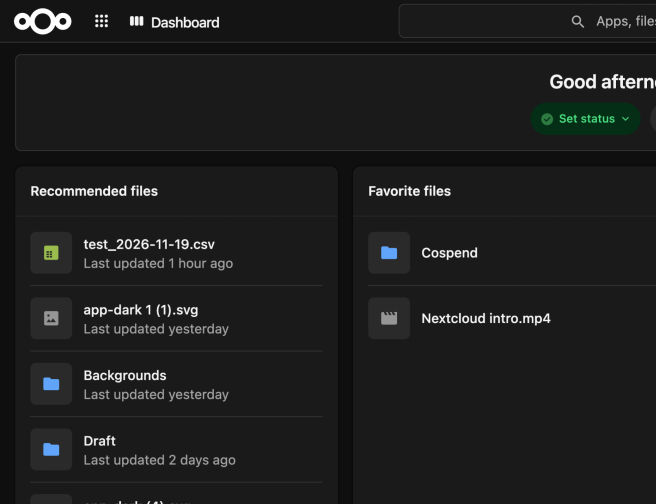 Dashboard
Apps, file
Good aftern
Set status
Recommended files
test_2026-11-19.csv
Last updated 1 hour ago
app-dark 1 (1).svg
Last updated yesterday
Backgrounds
Last updated yesterday
Draft
Last updated 2 days ago
Favorite files
Cospend
Nextcloud intro.mp4